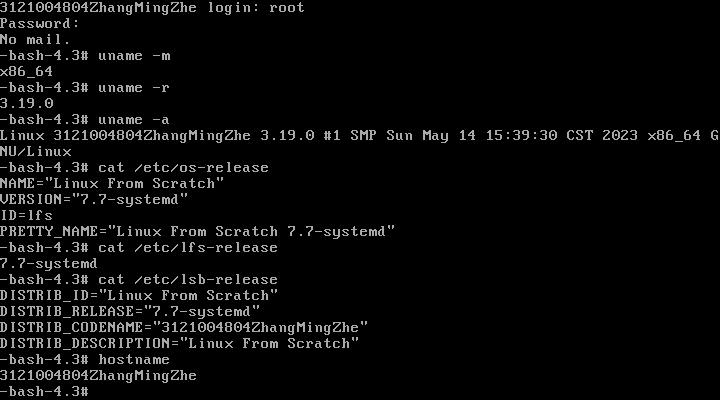 3121004804ZhangMingZhe login: root
Password:
No mail.
-bash-4.3# uname -m
x86_64
-bash-4.3# uname -r
3.19.0
-bash-4.3# uname -a
Linux 3121004804ZhangMingZhe 3.19.0 #1 SMP Sun May 14 15:39:30 CST 2023 x86_64 G
NU/Linux
-bash-4.3# cat /etc/os-release
NAME="Linux From Scratch"
VERSION="7.7-systemd"
ID=lfs
PRETTY_NAME="Linux From Scratch 7.7-systemd"
-bash-4.3# cat /etc/lfs-release
7.7-systemd
-bash-4.3# cat /etc/lsb-release
DISTRIB_ID="Linux From Scratch"
DISTRIB_RELEASE="7.7-systemd"
DISTRIB_CODENAME="3121004804ZhangMingZhe"
DISTRIB_DESCRIPTION="Linux From Scratch"
-bash-4.3# hostname
3121004804ZhangMingZhe
-bash-4.3#